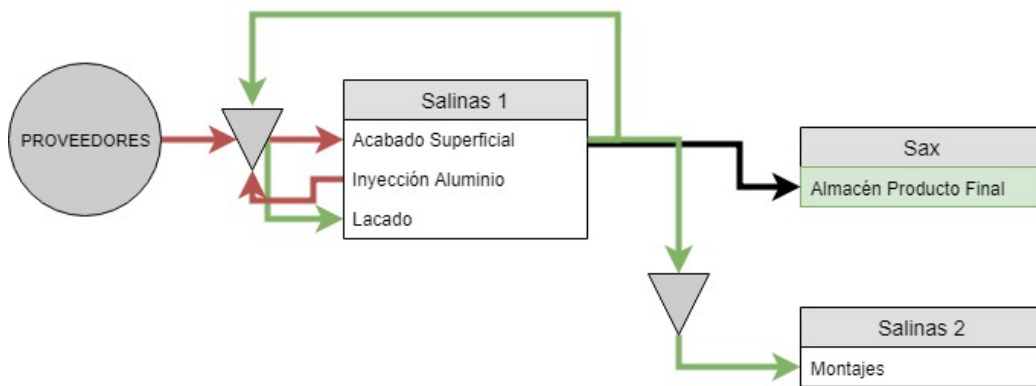 PROVEEDORES
Salinas 1
Acabado Superficial
Inyección Aluminio
Lacado
Sax
Almacén Producto Final
Salinas 2
Montajes